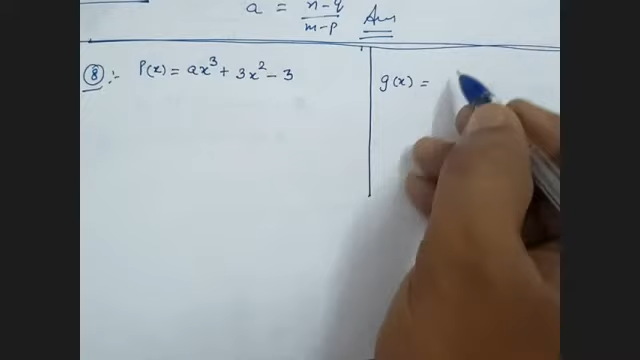 a = n-q / m-p Ans
(8) :- P(x) = ax³ + 3x² - 3
g(x) =